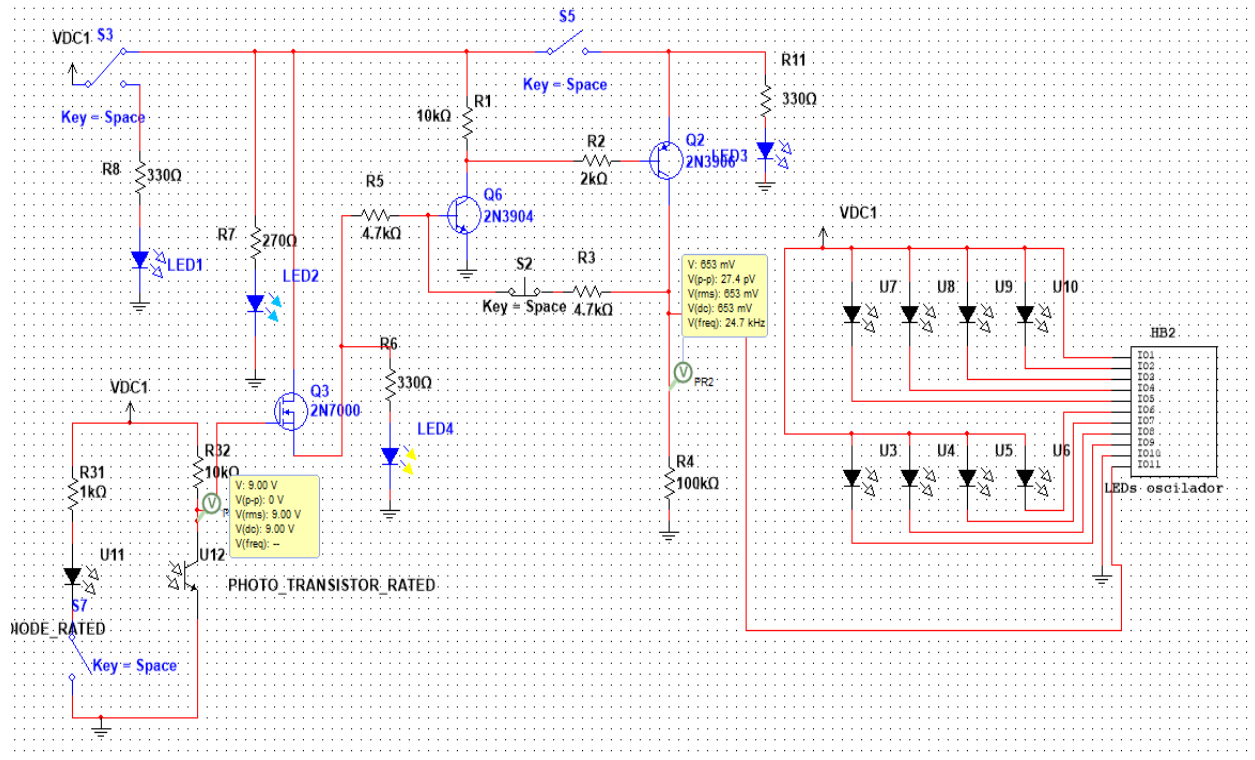 VDC1
S3
Key = Space
S5
Key = Space
R11
330Ω
R1
10kΩ
R2
2kΩ
Q2
2N3906
LED3
R8
330Ω
R5
4.7kΩ
Q6
2N3904
VDC1
R7
270Ω
LED1
LED2
S2
Key = Space
R3
4.7kΩ
V: 653 mV
V(p-p): 27.4 pV
V(rms): 653 mV
V(dc): 653 mV
V(freq): 24.7 kHz
PR2
U7
U8
U9
U10
HB2
IO1
IO2
IO3
IO4
IO5
IO6
IO7
IO8
IO9
IO10
IO11
LEDs oscilador
R6
330Ω
VDC1
Q3
2N7000
LED4
R31
1kΩ
R32
10kΩ
V: 9.00 V
V(p-p): 0 V
V(rms): 9.00 V
V(dc): 9.00 V
V(freq): --
R4
100kΩ
U3
U4
U5
U6
U11
U12
PHOTO_TRANSISTOR_RATED
S7
DIODE_RATED
Key = Space